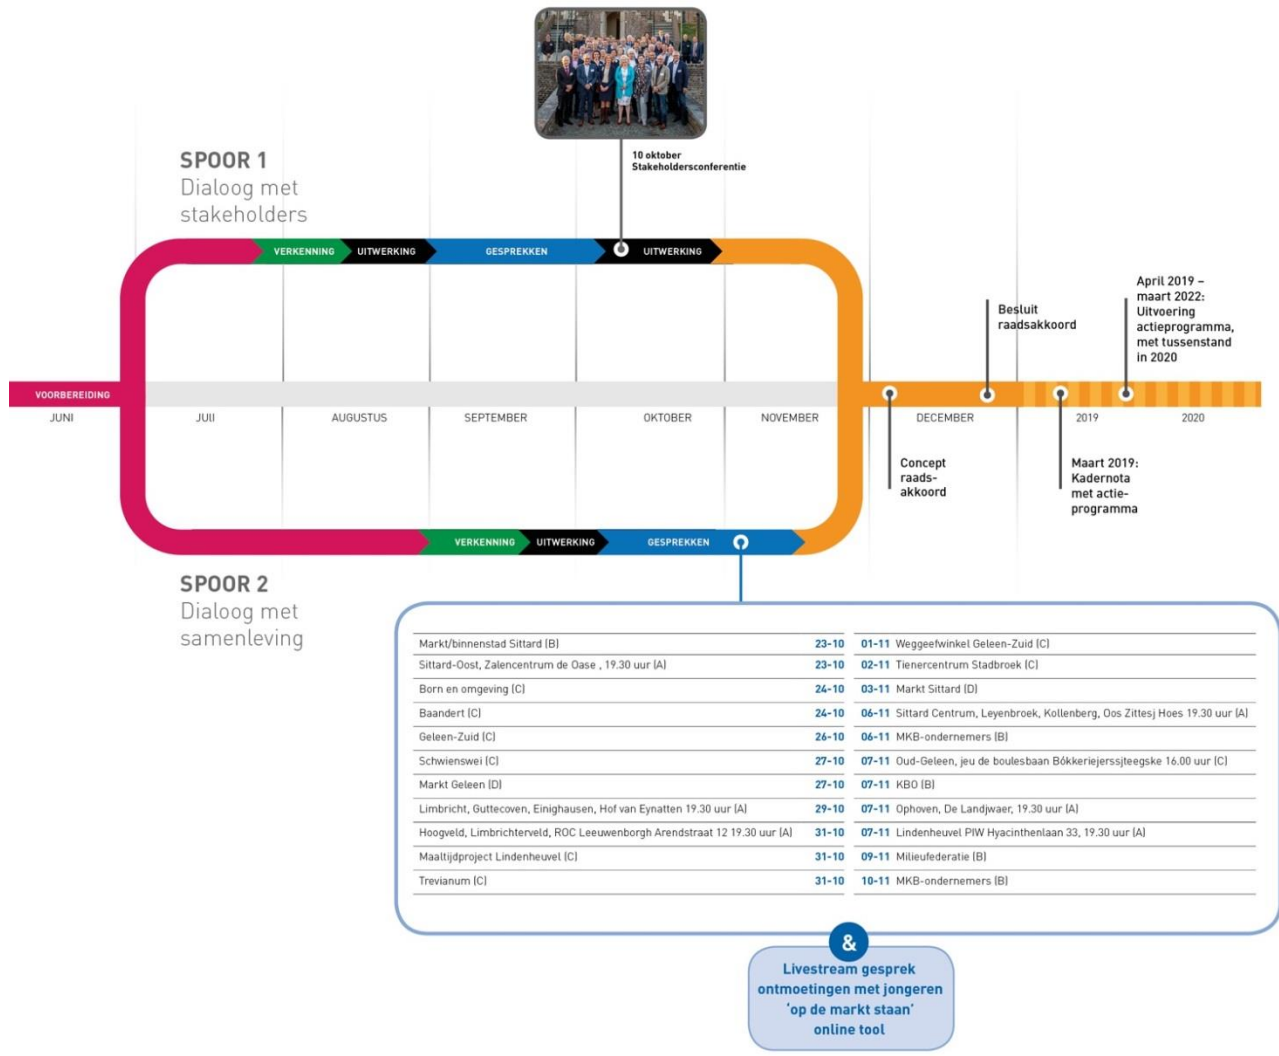 10 oktober
Stakeholdersconferentie
SPOOR 1
Dialoog met
stakeholders
VERKENNING
UITWERKING
GESPREKKEN
UITWERKING
Besluit
raadsakkoord
April 2019 –
maart 2022:
Uitvoering
actieprogramma,
met tussenstand
in 2020
VOORBEREIDING
JUNI
JULI
AUGUSTUS
SEPTEMBER
OKTOBER
NOVEMBER
DECEMBER
2019
2020
Concept
raads-
akkoord
Maart 2019:
Kadernota
met actie-
programma
VERKENNING
UITWERKING
GESPREKKEN
SPOOR 2
Dialoog met
samenleving
Markt/binnenstad Sittard (B) 23-10
Sittard-Oost, Zalencentrum de Oase , 19.30 uur (A) 23-10
Born en omgeving (C) 24-10
Baandert (C) 24-10
Geleen-Zuid (C) 26-10
Schwienswei (C) 27-10
Markt Geleen (D) 27-10
Limbricht, Guttecoven, Einighausen, Hof van Eynatten 19.30 uur (A) 29-10
Hoogveld, Limbrichterveld, ROC Leeuwenborgh Arendstraat 12 19.30 uur (A) 31-10
Maaltijdproject Lindenheuvel (C) 31-10
Trevianum (C) 31-10
01-11 Weggeefwinkel Geleen-Zuid (C)
02-11 Tienercentrum Stadbroek (C)
03-11 Markt Sittard (D)
06-11 Sittard Centrum, Leyenbroek, Kollenberg, Oos Zittesj Hoes 19.30 uur (A)
06-11 MKB-ondernemers (B)
07-11 Oud-Geleen, jeu de boulesbaan Bôkkeriejerssjteegske 16.00 uur (C)
07-11 KBO (B)
07-11 Ophoven, De Landjwaer, 19.30 uur (A)
07-11 Lindenheuvel PIW Hyacinthenlaan 33, 19.30 uur (A)
09-11 Milieufederatie (B)
10-11 MKB-ondernemers (B)
&
Livestream gesprek
ontmoetingen met jongeren
‘op de markt staan’
online tool